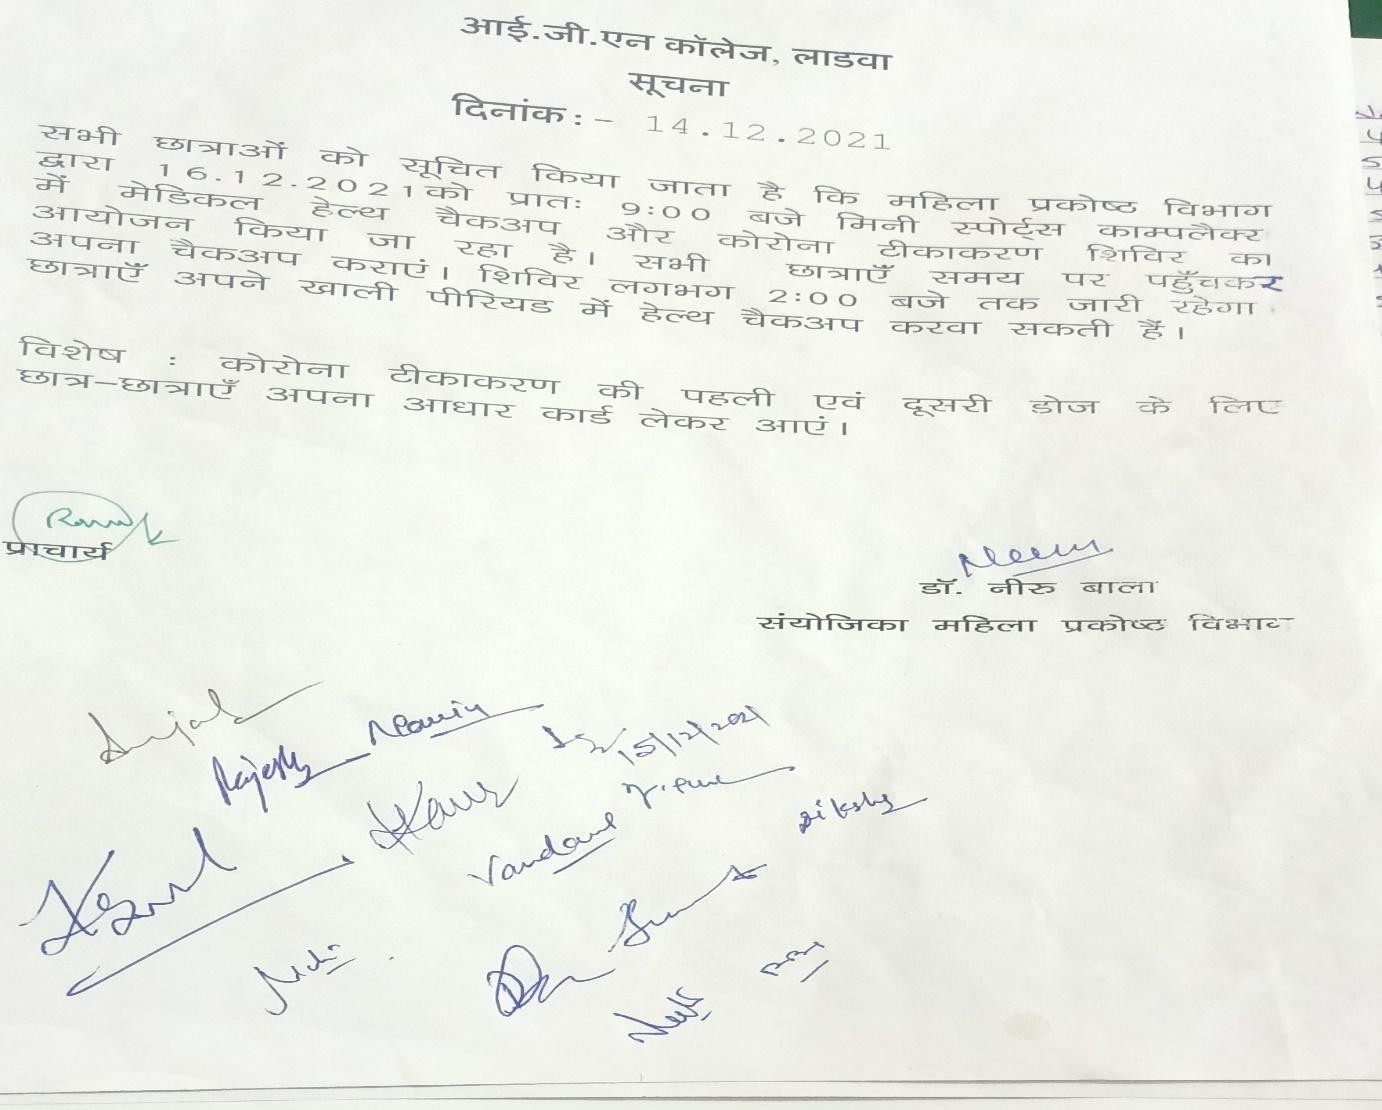 आई.जी.एन कॉलेज, लाडवा
सूचना
दिनांक:- 14.12.2021
सभी छात्राओं को सूचित किया जाता है कि महिला प्रकोष्ठ विभाग
द्वारा 16.12.2021को प्रातः 9:00 बजे मिनी स्पोर्ट्स काम्पलैक्र
में मेडिकल हेल्थ चैकअप और कोरोना टीकाकरण शिविर का
आयोजन किया जा रहा है। सभी छात्राएँ समय पर पहुँचकर
अपना चैकअप कराएं। शिविर लगभग 2:00 बजे तक जारी रहेगा
छात्राएँ अपने खाली पीरियड में हेल्थ चैकअप करवा सकती हैं।
विशेष : कोरोना टीकाकरण की पहली एवं दूसरी डोज के लिए
छात्र-छात्राएँ अपना आधार कार्ड लेकर आएं।
प्राचार्य
डॉ. नीरु बाला
संयोजिका महिला प्रकोष्ठ विभाग
Rajesh
15/12/2021
Kaur
Vandana